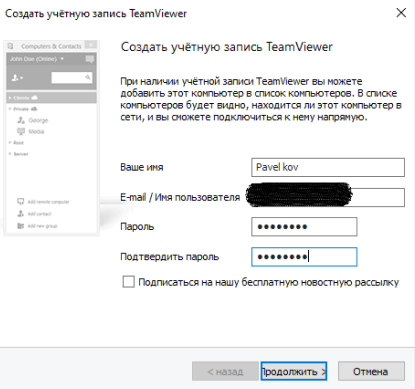 Создать учётную запись TeamViewer
Computers & Contacts
John Doe (Online)
Clients
Private
George
Media
Root
Server
Add remote computer
Add contact
Add new group
Создать учётную запись TeamViewer
При наличии учётной записи TeamViewer вы можете
добавить этот компьютер в список компьютеров. В списке
компьютеров будет видно, находится ли этот компьютер в
сети, и вы сможете подключиться к нему напрямую.
Ваше имя
Pavel kov
E-mail / Имя пользователя
Пароль
••••••••
Подтвердить пароль
••••••••
Подписаться на нашу бесплатную новостную рассылку
< назад
Продолжить >
Отмена